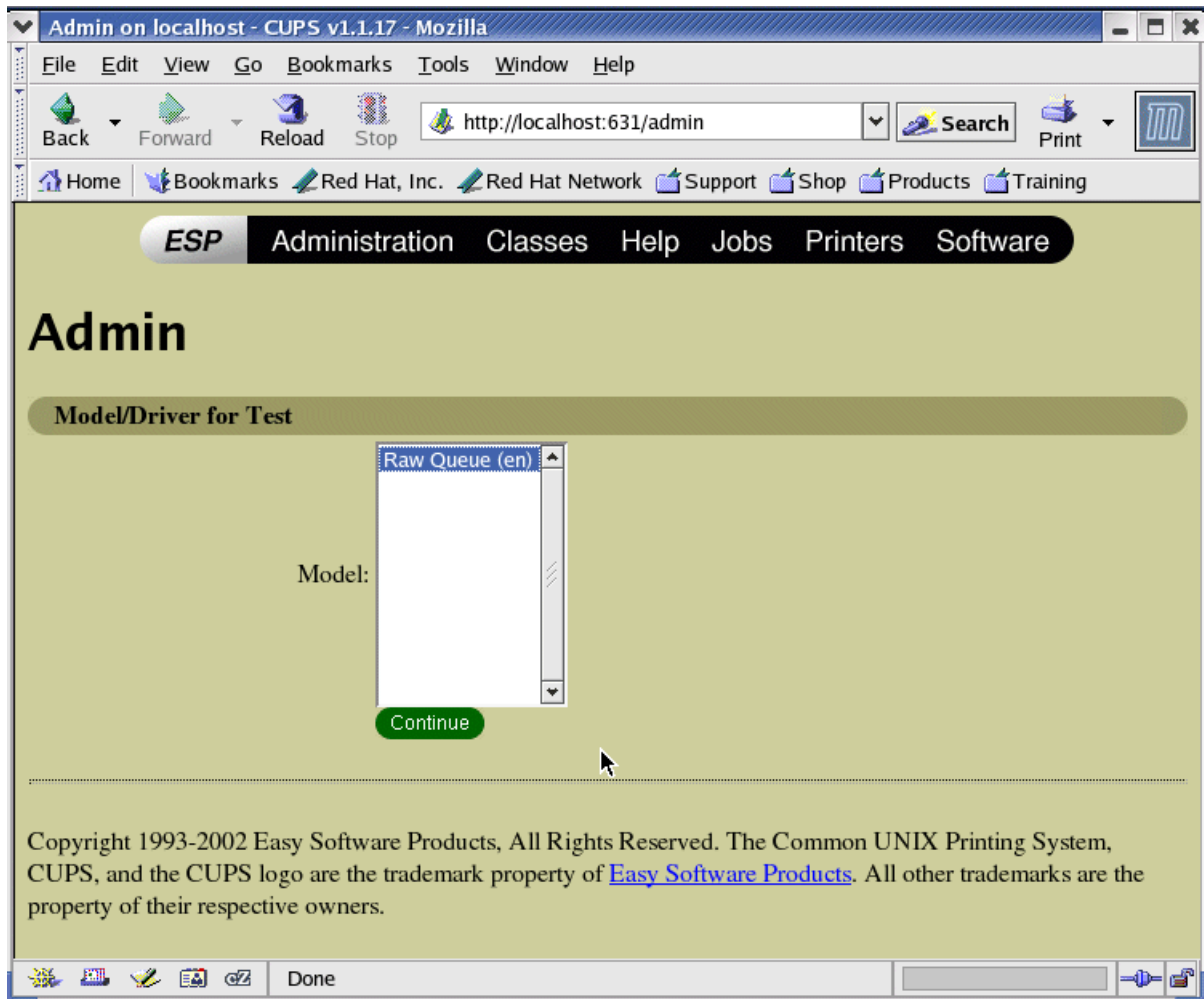 Admin on localhost - CUPS v1.1.17 - Mozilla
File Edit View Go Bookmarks Tools Window Help
Back Forward Reload Stop http://localhost:631/admin Search Print
Home Bookmarks Red Hat, Inc. Red Hat Network Support Shop Products Training
ESP Administration Classes Help Jobs Printers Software
Admin
Model/Driver for Test
Raw Queue (en)
Model:
Continue
Copyright 1993-2002 Easy Software Products, All Rights Reserved. The Common UNIX Printing System,
CUPS, and the CUPS logo are the trademark property of Easy Software Products. All other trademarks are the
property of their respective owners.
Done